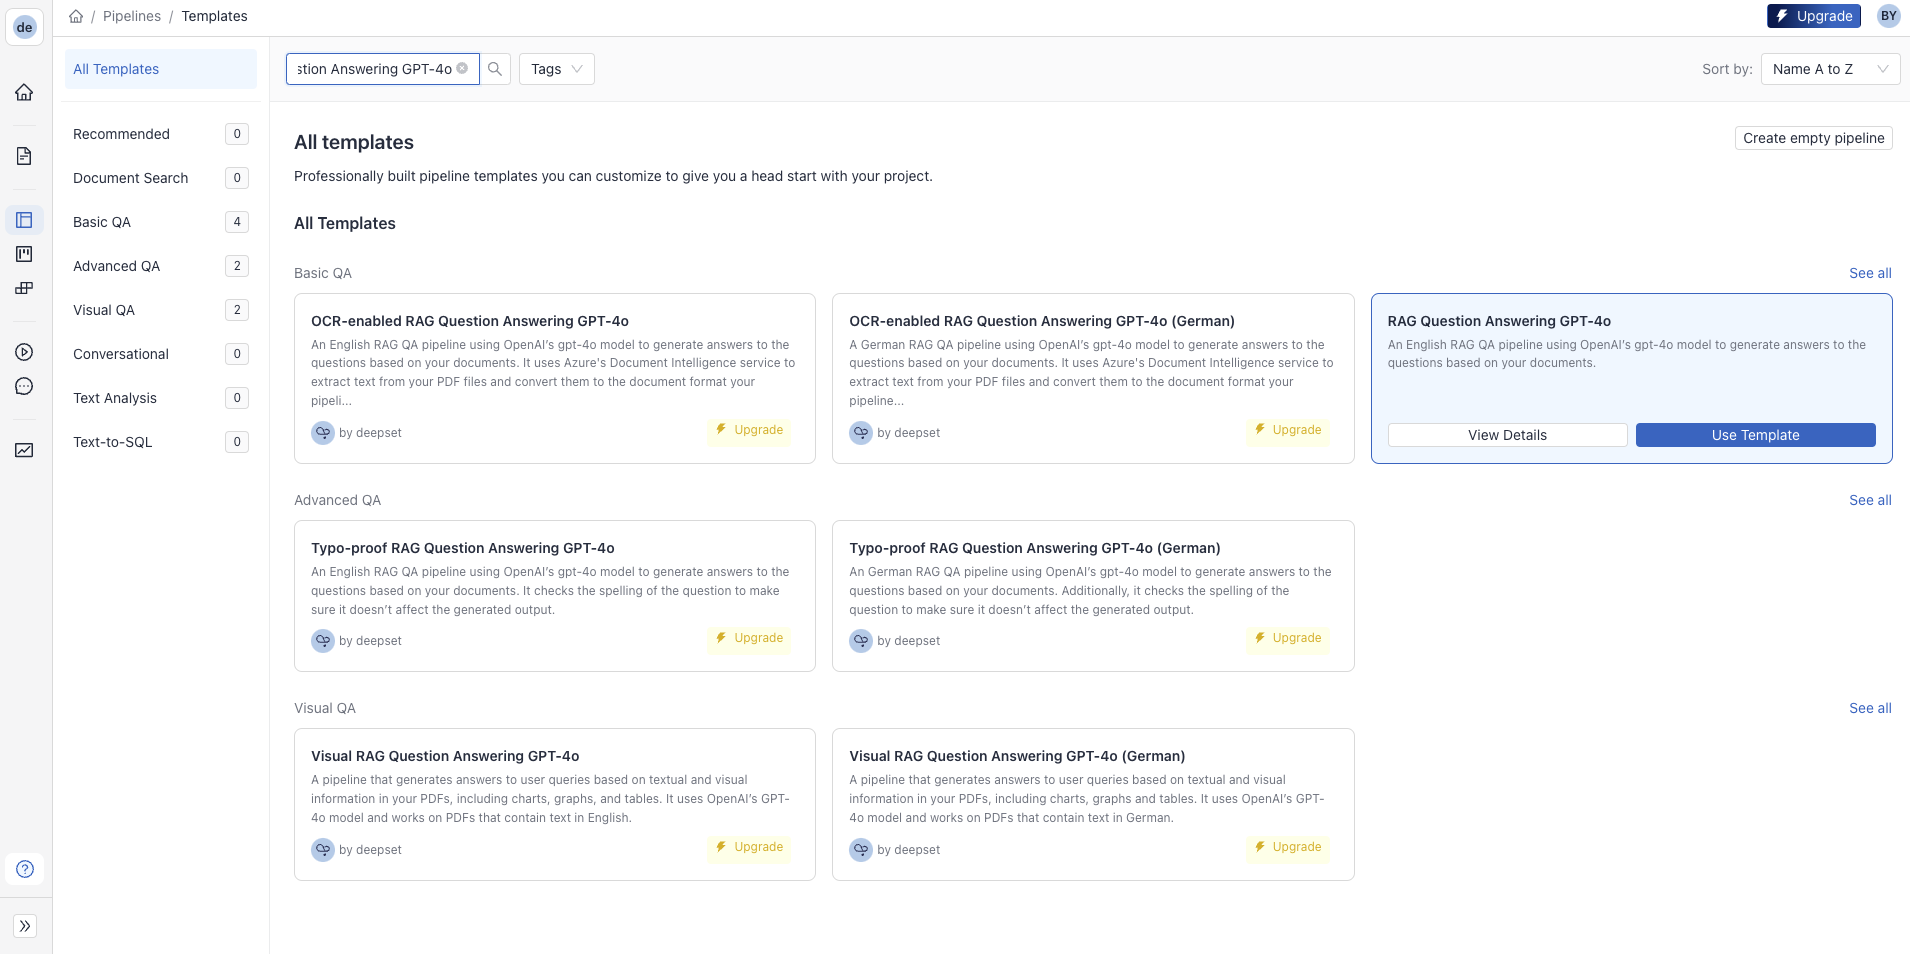 de
/ Pipelines / Templates
Upgrade
BY
All Templates
stion Answering GPT-4o
Tags
Sort by:
Name A to Z
Recommended 0
Document Search 0
Basic QA 4
Advanced QA 2
Visual QA 2
Conversational 0
Text Analysis 0
Text-to-SQL 0
All templates
Create empty pipeline
Professionally built pipeline templates you can customize to give you a head start with your project.
All Templates
Basic QA
See all
OCR-enabled RAG Question Answering GPT-4o
An English RAG QA pipeline using OpenAI’s gpt-4o model to generate answers to the
questions based on your documents. It uses Azure's Document Intelligence service to
extract text from your PDF files and convert them to the document format your
pipeli...
by deepset
Upgrade
OCR-enabled RAG Question Answering GPT-4o (German)
A German RAG QA pipeline using OpenAI’s gpt-4o model to generate answers to the
questions based on your documents. It uses Azure's Document Intelligence service to
extract text from your PDF files and convert them to the document format your
pipeline...
by deepset
Upgrade
RAG Question Answering GPT-4o
An English RAG QA pipeline using OpenAI’s gpt-4o model to generate answers to the
questions based on your documents.
View Details
Use Template
Advanced QA
See all
Typo-proof RAG Question Answering GPT-4o
An English RAG QA pipeline using OpenAI’s gpt-4o model to generate answers to the
questions based on your documents. It checks the spelling of the question to make
sure it doesn’t affect the generated output.
by deepset
Upgrade
Typo-proof RAG Question Answering GPT-4o (German)
An German RAG QA pipeline using OpenAI’s gpt-4o model to generate answers to the
questions based on your documents. Additionally, it checks the spelling of the
question to make sure it doesn’t affect the generated output.
by deepset
Upgrade
Visual QA
See all
Visual RAG Question Answering GPT-4o
A pipeline that generates answers to user queries based on textual and visual
information in your PDFs, including charts, graphs, and tables. It uses OpenAI’s GPT-
4o model and works on PDFs that contain text in English.
by deepset
Upgrade
Visual RAG Question Answering GPT-4o (German)
A pipeline that generates answers to user queries based on textual and visual
information in your PDFs, including charts, graphs and tables. It uses OpenAI’s GPT-
4o model and works on PDFs that contain text in German.
by deepset
Upgrade